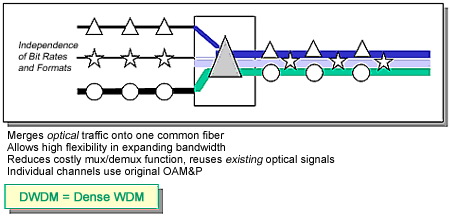 Independence
of Bit Rates
and Formats
Merges optical traffic onto one common fiber
Allows high flexibility in expanding bandwidth
Reduces costly mux/demux function, reuses existing optical signals
Individual channels use original OAM&P
DWDM = Dense WDM